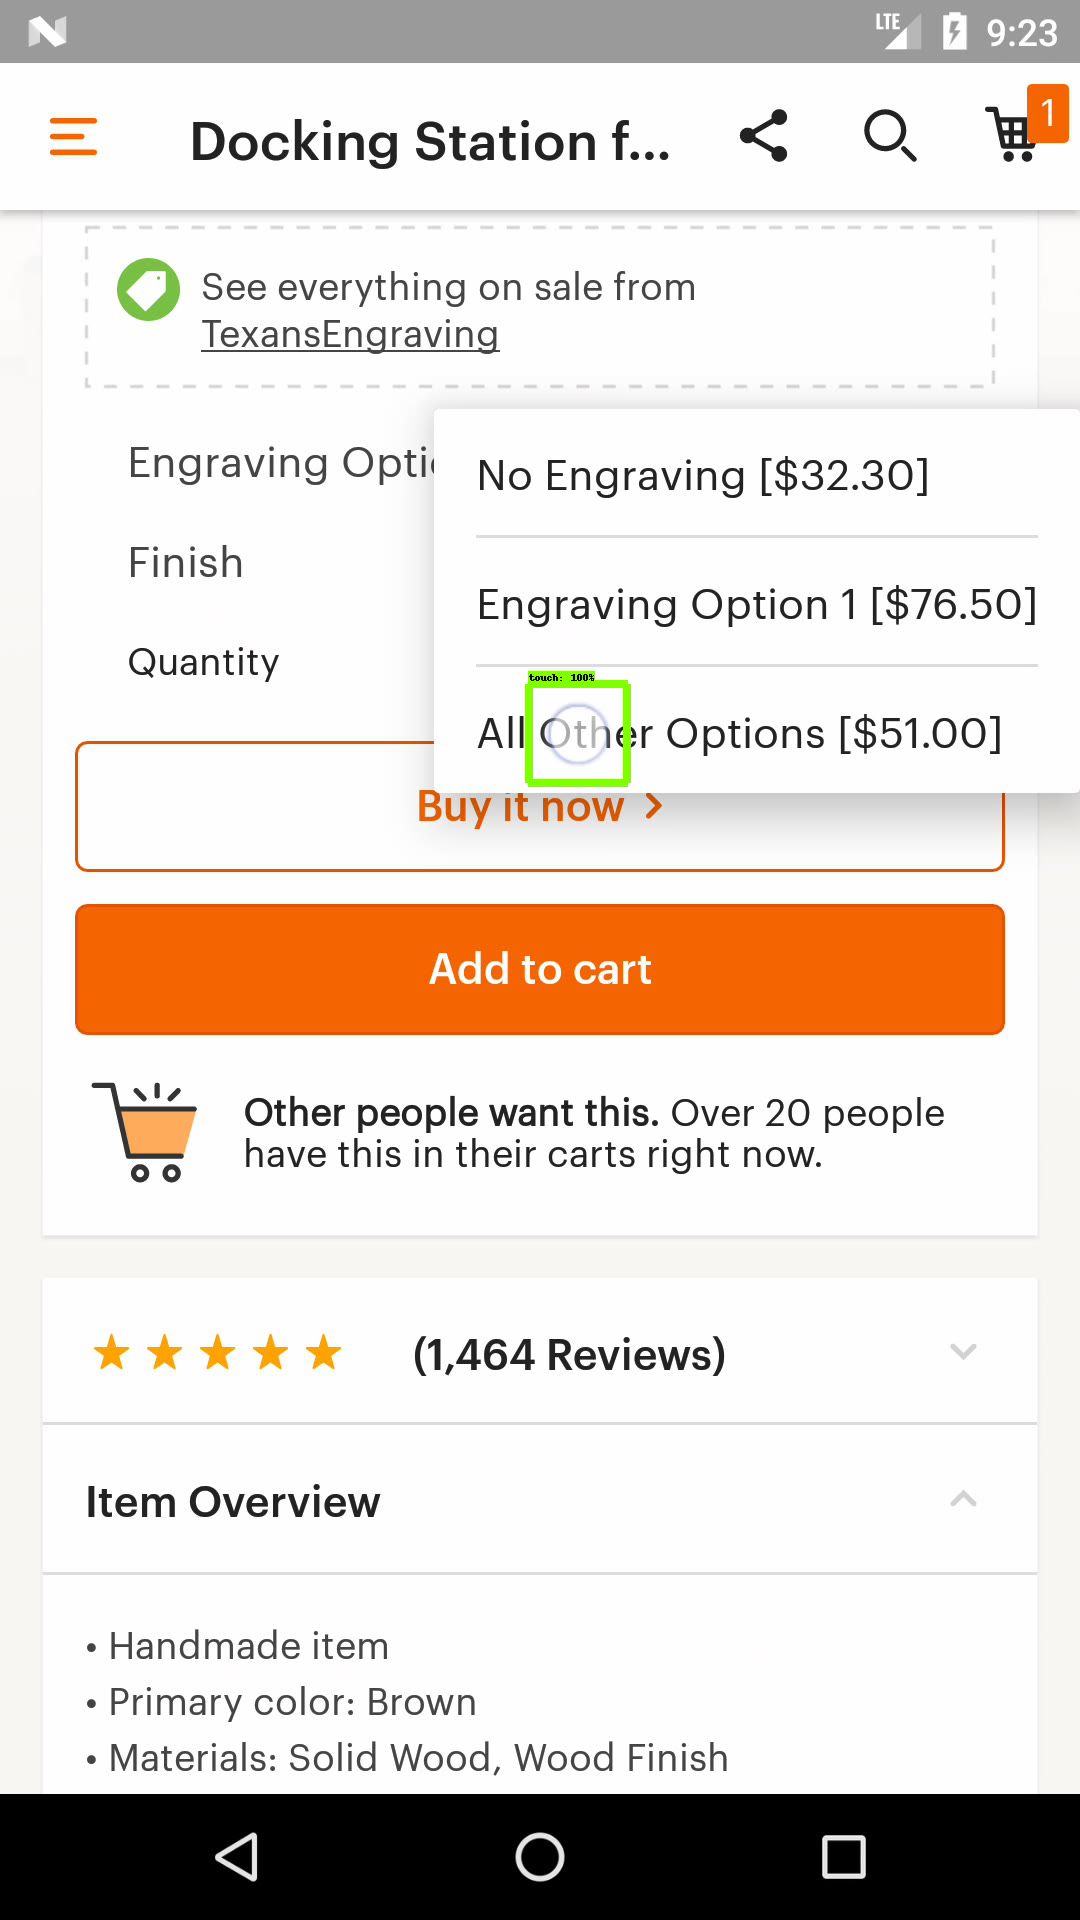 LTE 9:23
Docking Station f...
1
See everything on sale from
TexansEngraving
Engraving Opti
No Engraving [$32.30]
Finish
Engraving Option 1 [$76.50]
Quantity
touch: 100%
All Other Options [$51.00]
Buy it now
Add to cart
Other people want this. Over 20 people
have this in their carts right now.
(1,464 Reviews)
Item Overview
• Handmade item
• Primary color: Brown
• Materials: Solid Wood, Wood Finish